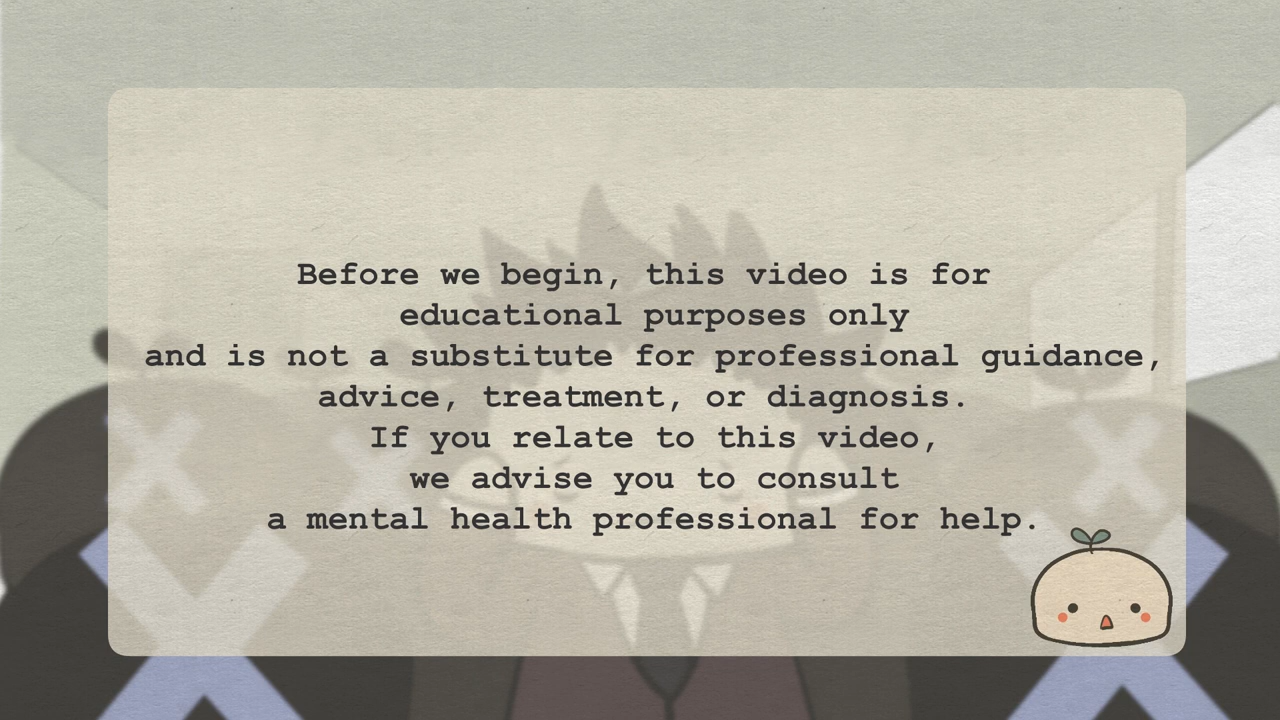 Before we begin, this video is for
educational purposes only
and is not a substitute for professional guidance,
advice, treatment, or diagnosis.
If you relate to this video,
we advise you to consult
a mental health professional for help.